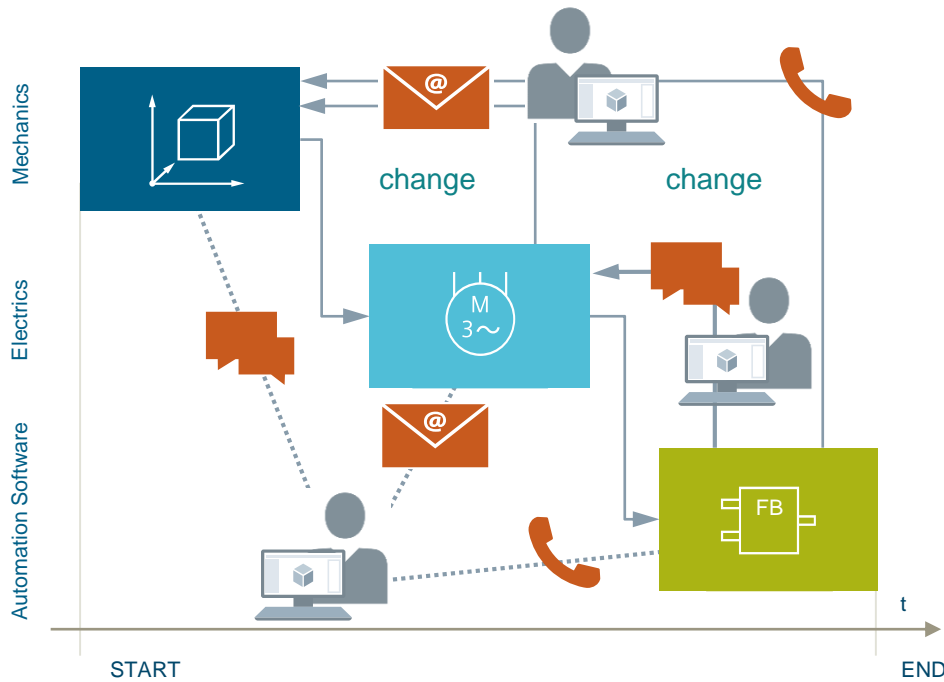 Mechanics
@
change
change
Electrics
M
3～
@
Automation Software
FB
t
START
END